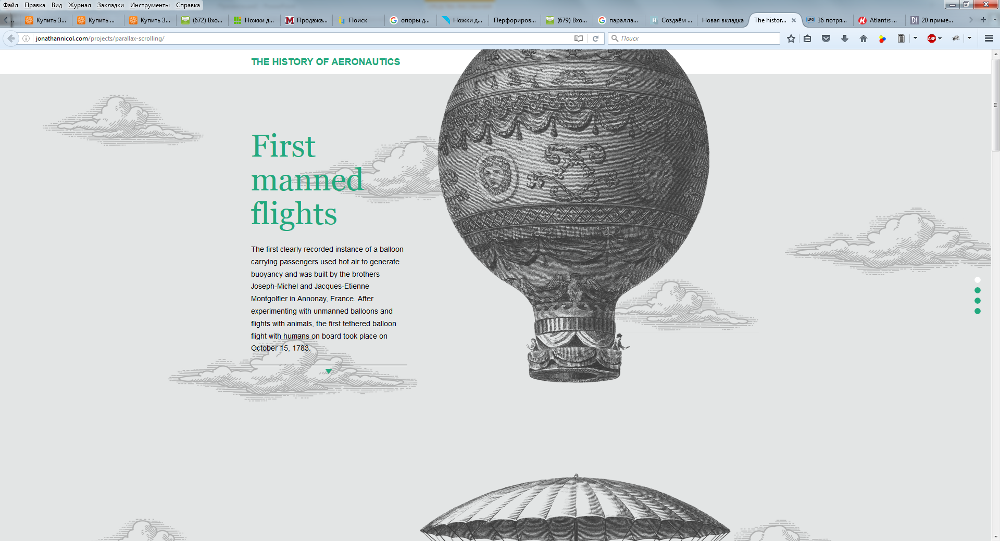 Файл Правка Вид Журнал Закладки Инструменты Справка
.. Купить З... Купить ... Купить З... (672) Вхо... Ножки д... Продажа... Поиск опоры д... Ножки д... Перфориров... (679) Вхо... паралла... Создаём ... Новая вкладка The histor... 36 потря... Atlantis ... 20 приме...
jonathannicol.com/projects/parallax-scrolling/ Поиск ABP
THE HISTORY OF AERONAUTICS
First
manned
flights
The first clearly recorded instance of a balloon
carrying passengers used hot air to generate
buoyancy and was built by the brothers
Joseph-Michel and Jacques-Etienne
Montgolfier in Annonay, France. After
experimenting with unmanned balloons and
flights with animals, the first tethered balloon
flight with humans on board took place on
October 15, 1783.